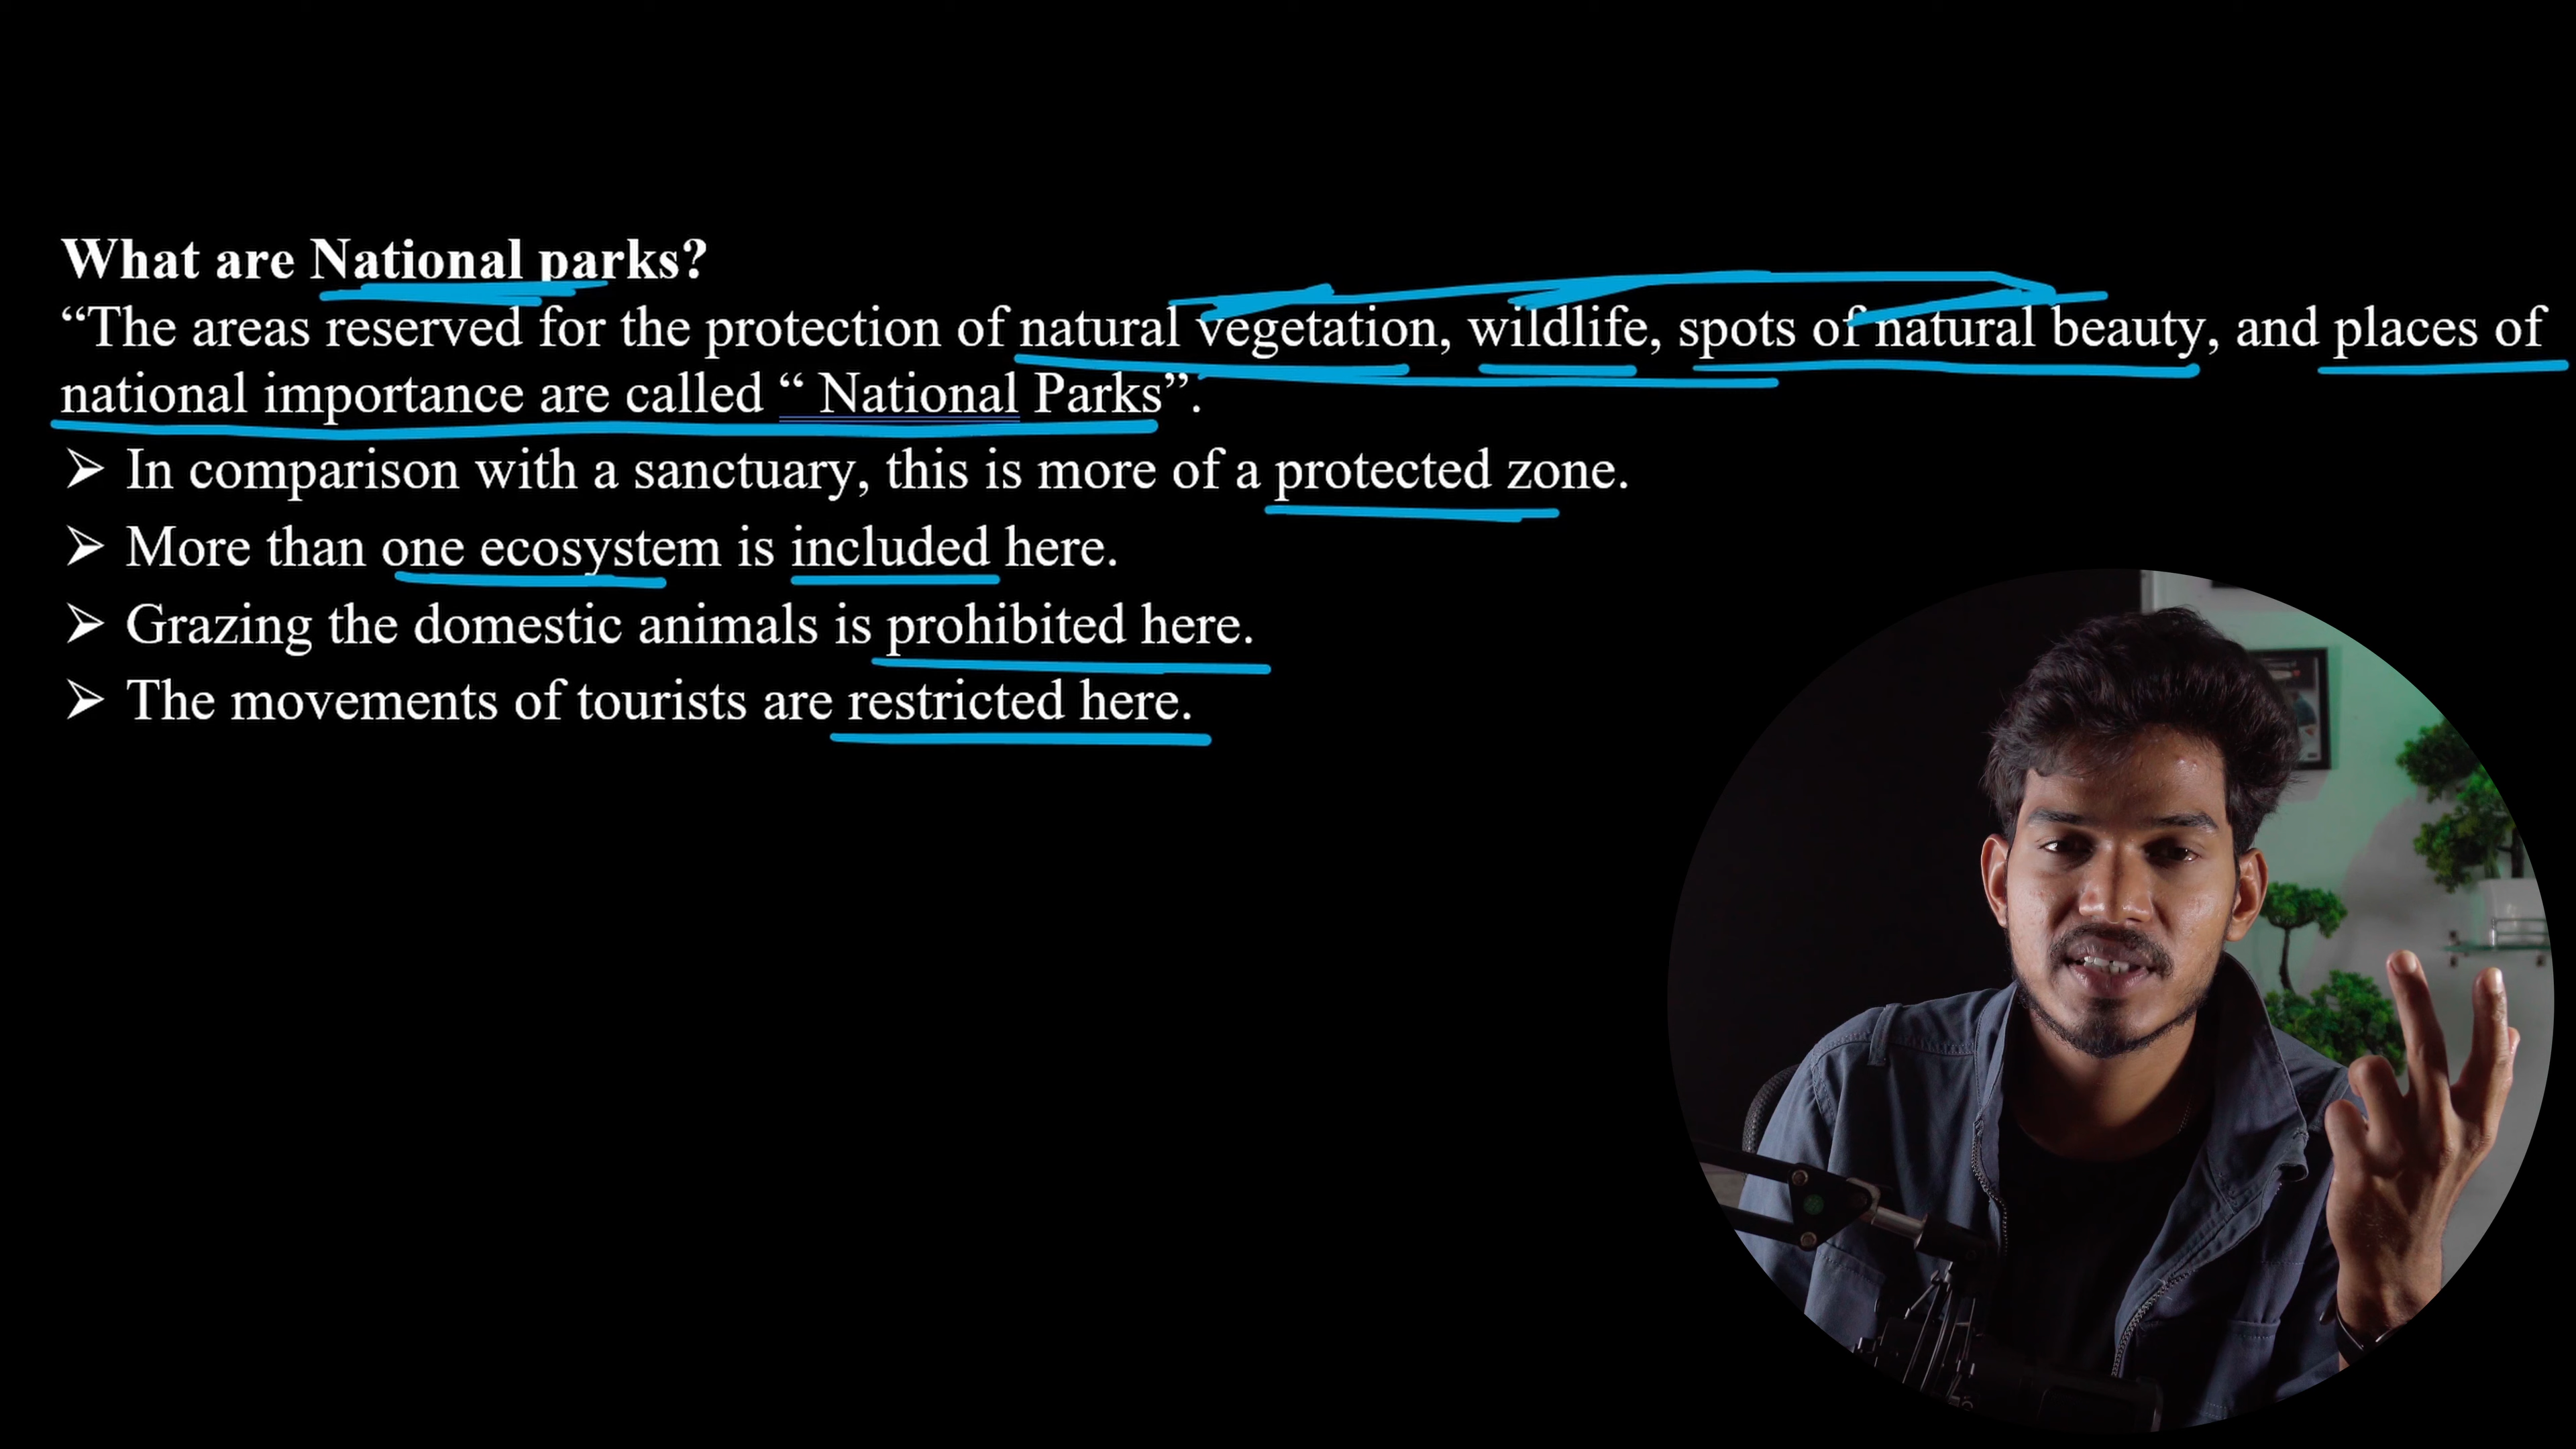 What are National parks?
“The areas reserved for the protection of natural vegetation, wildlife, spots of natural beauty, and places of
national importance are called “ National Parks”.
➢ In comparison with a sanctuary, this is more of a protected zone.
➢ More than one ecosystem is included here.
➢ Grazing the domestic animals is prohibited here.
➢ The movements of tourists are restricted here.